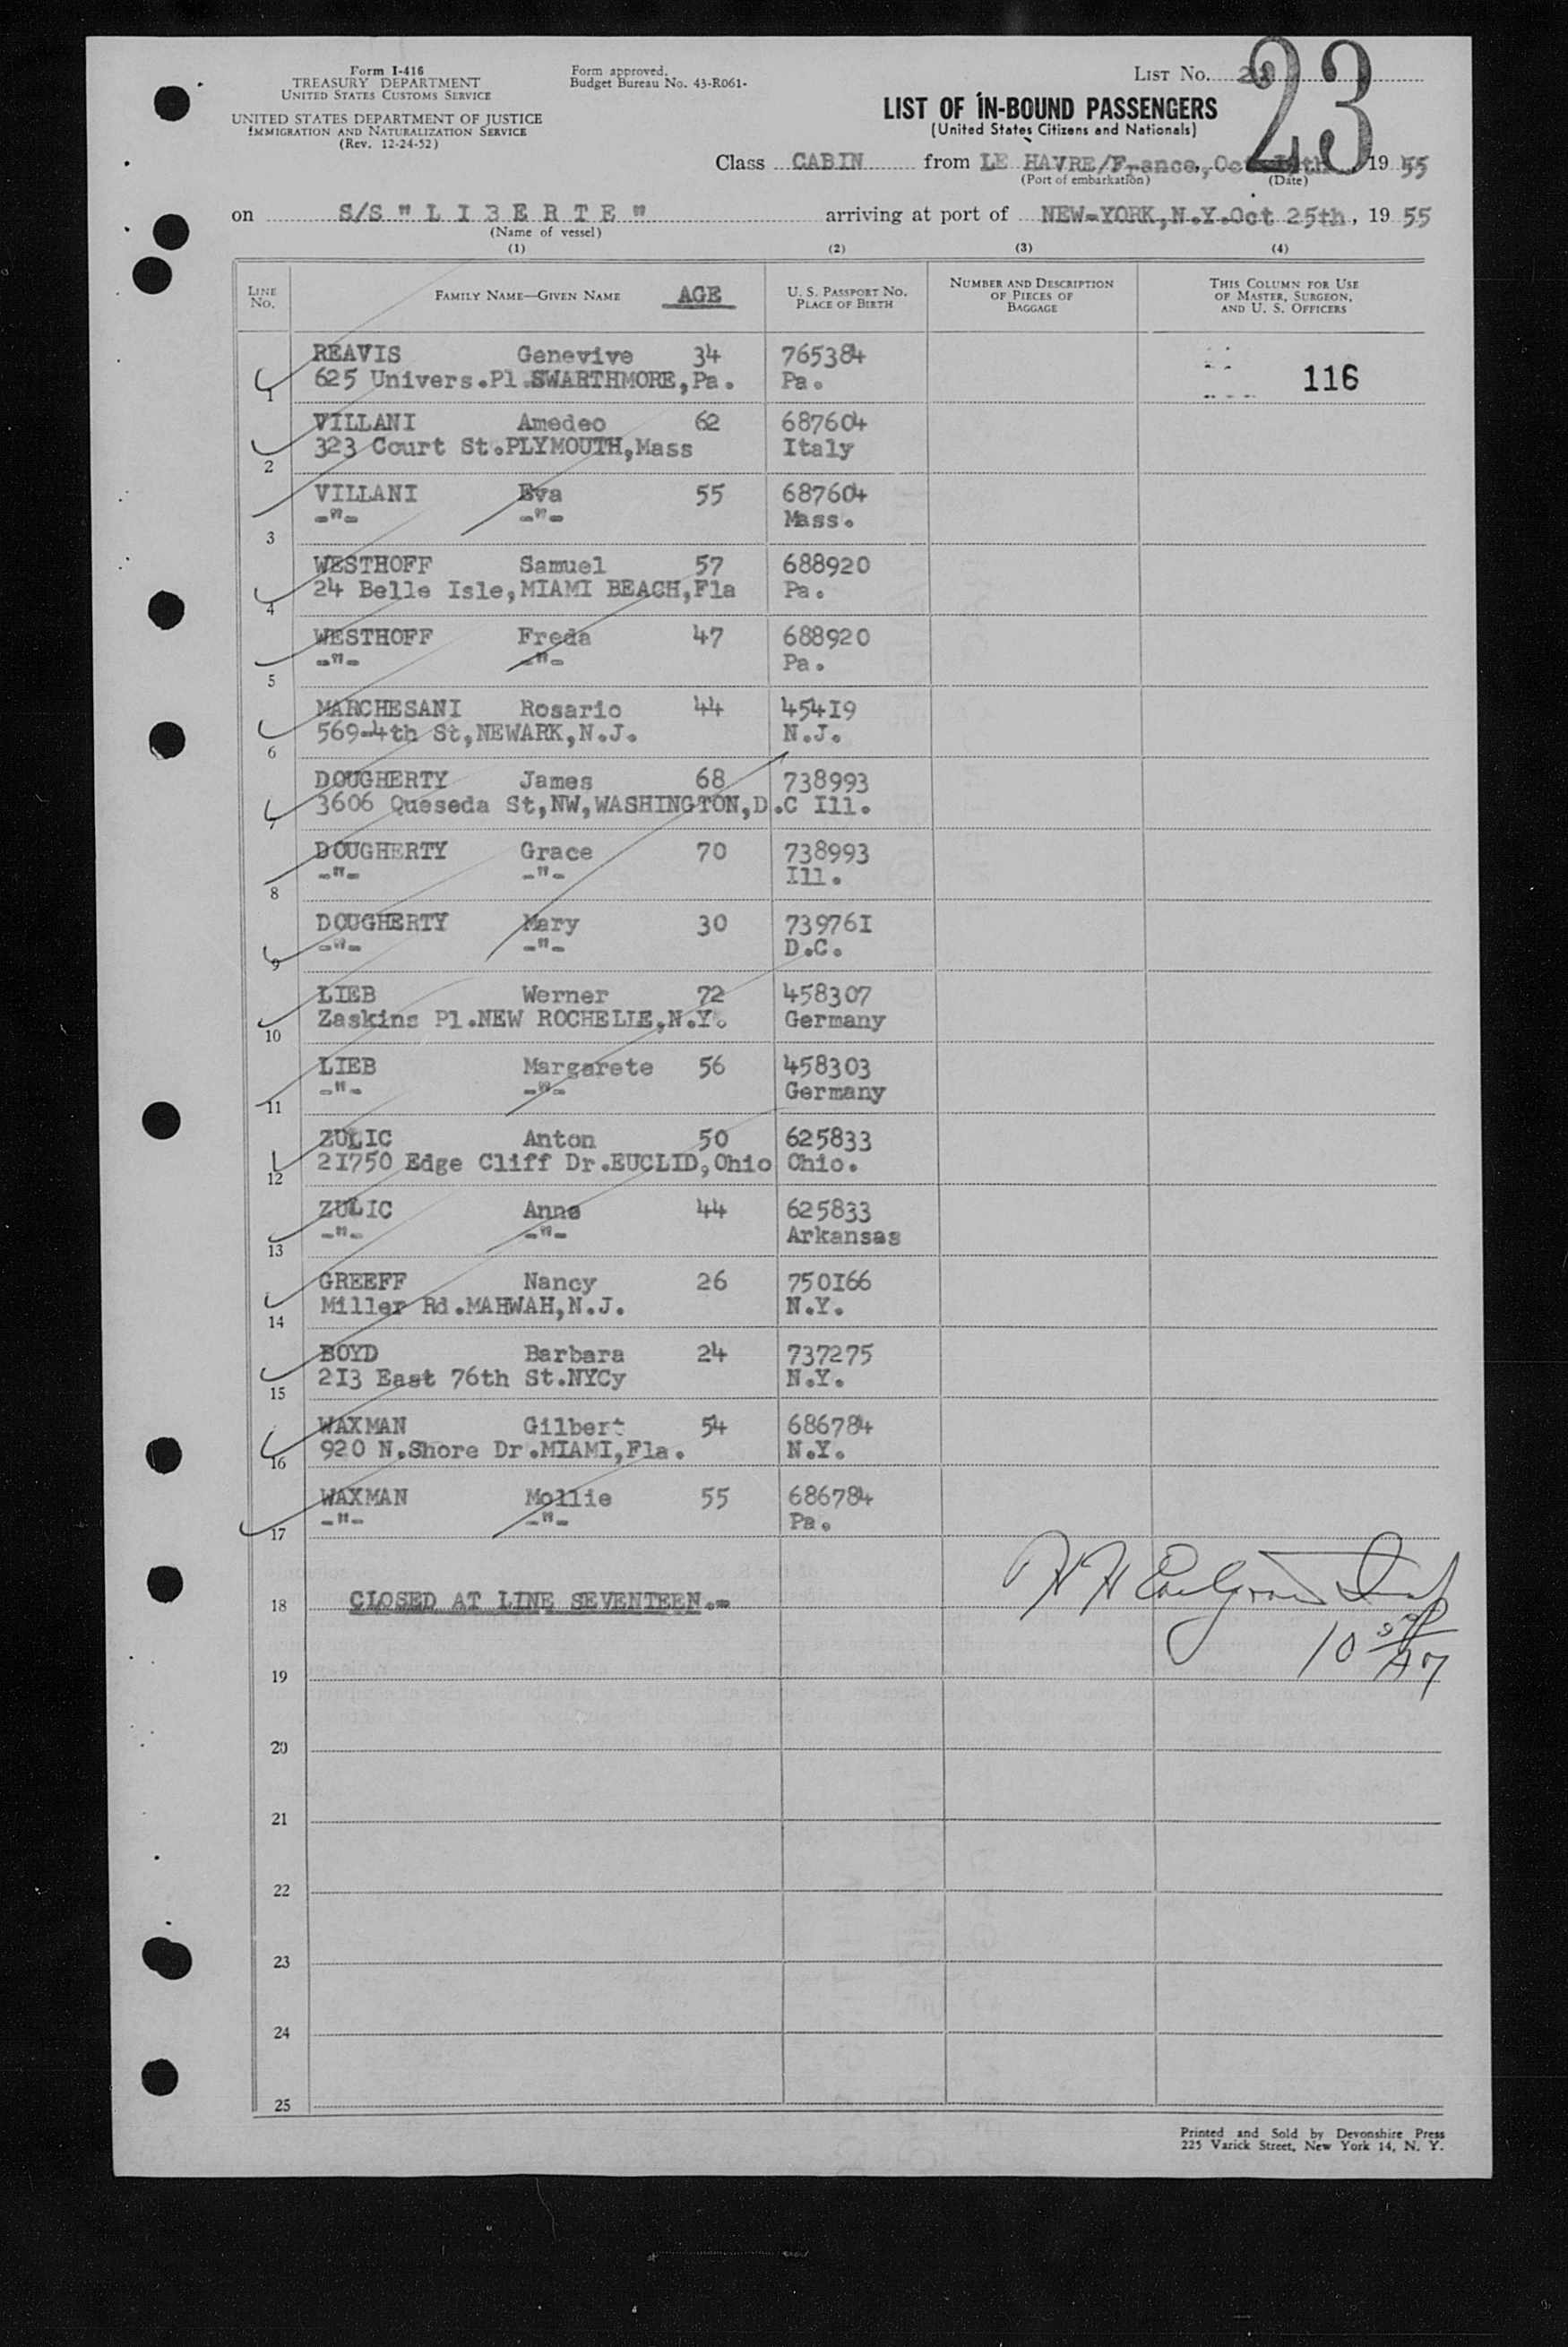 Form I-416
TREASURY DEPARTMENT
UNITED STATES CUSTOMS SERVICE
UNITED STATES DEPARTMENT OF JUSTICE
IMMIGRATION AND NATURALIZATION SERVICE
(Rev. 12-24-52)
Form approved.
Budget Bureau No. 43-R061-
LIST No.
23
LIST OF IN-BOUND PASSENGERS
(United States Citizens and Nationals)
Class CABIN from LE HAVRE/France, 19 55
(Port of embarkation) (Date)
on S/S "LIBERTE" arriving at port of NEW-YORK,N.Y.Oct 25th, 19 55
(Name of vessel)
(1) (2) (3) (4)
LINE NO. FAMILY NAME—GIVEN NAME AGE U. S. PASSPORT NO. PLACE OF BIRTH NUMBER AND DESCRIPTION OF PIECES OF BAGGAGE THIS COLUMN FOR USE OF MASTER, SURGEON, AND U. S. OFFICERS
REAVIS Genevive 34 765384
1 625 Univers.Pl.SWARTHMORE,Pa. Pa. 116
VILLANI Amedeo 62 687604
2 323 Court St.PLYMOUTH,Mass Italy
VILLANI Eva 55 687604
3 -"- -"- Mass.
WESTHOFF Samuel 57 688920
4 24 Belle Isle,MIAMI BEACH,Fla Pa.
WESTHOFF Freda 47 688920
5 -"- -"- Pa.
MARCHESANI Rosario 44 45419
6 569-4th St,NEWARK,N.J. N.J.
DOUGHERTY James 68 738993
7 3606 Queseda St,NW,WASHINGTON,D.C Ill.
DOUGHERTY Grace 70 738993
8 -"- -"- Ill.
DOUGHERTY Mary 30 73976I
9 -"- -"- D.C.
LIEB Werner 72 458307
10 Zaskins Pl.NEW ROCHELLE,N.Y. Germany
LIEB Margarete 56 458303
11 -"- -"- Germany
ZULIC Anton 50 625833
12 2I750 Edge Cliff Dr.EUCLID,Ohio Ohio.
ZULIC Anna 44 625833
13 -"- -"- Arkansas
GREEFF Nancy 26 750I66
14 Miller Rd.MAHWAH,N.J. N.Y.
BOYD Barbara 24 737275
15 2I3 East 76th St.NYCy N.Y.
WAXMAN Gilbert 54 686784
16 920 N.Shore Dr.MIAMI,Fla. N.Y.
WAXMAN Mollie 55 686784
17 -"- -"- Pa.
18 CLOSED AT LINE SEVENTEEN.-
19
20
21
22
23
24
25
Printed and Sold by Devonshire Press
225 Varick Street, New York 14, N. Y.